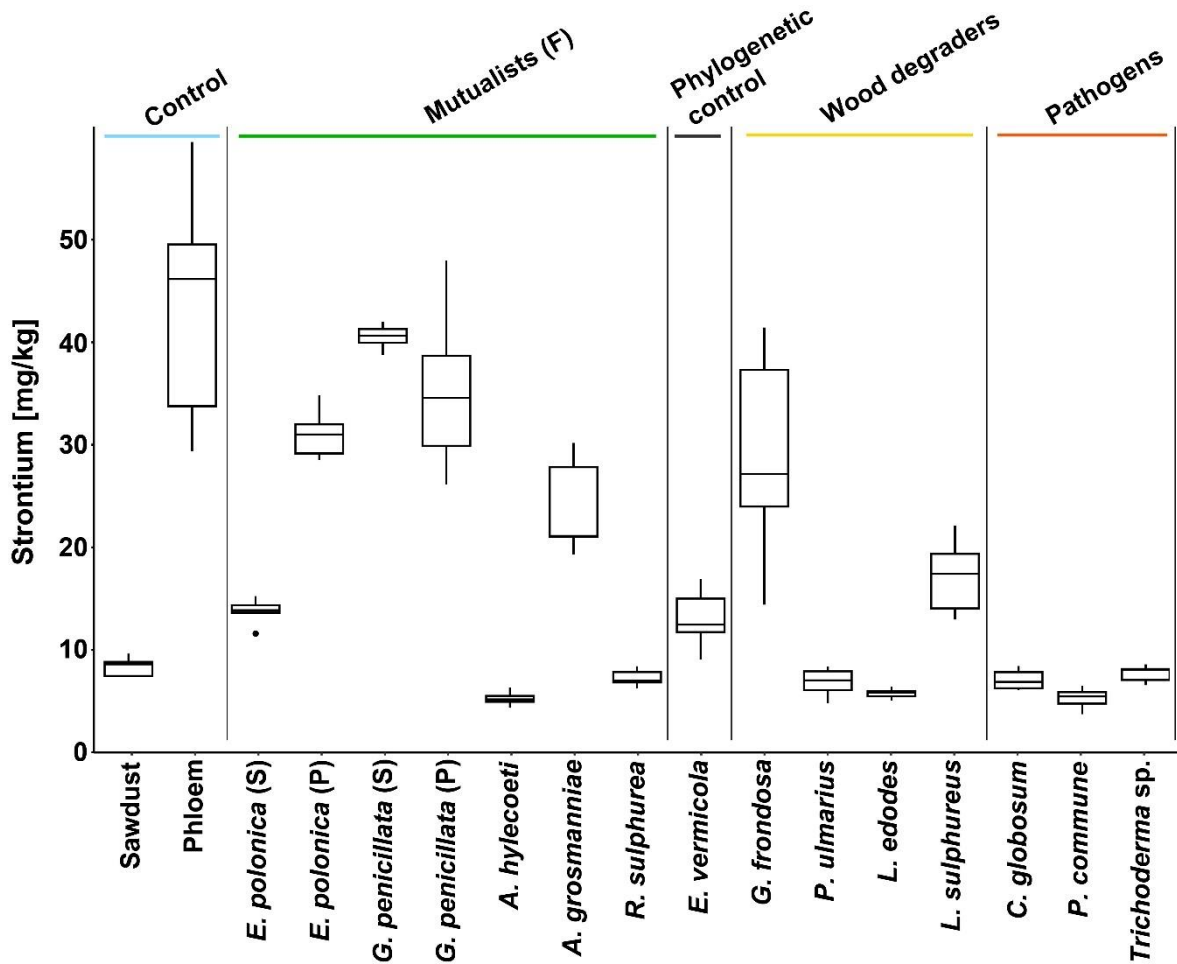 Control
Mutualists (F)
Phylogenetic
control
Wood degraders
Pathogens
Strontium [mg/kg]
50
40
30
20
10
0
Sawdust
Phloem
E. polonica (S)
E. polonica (P)
G. penicillata (S)
G. penicillata (P)
A. hylecoeti
A. grosmanniae
R. sulphurea
E. vermicola
G. frondosa
P. ulmarius
L. edodes
L. sulphureus
C. globosum
P. commune
Trichoderma sp.